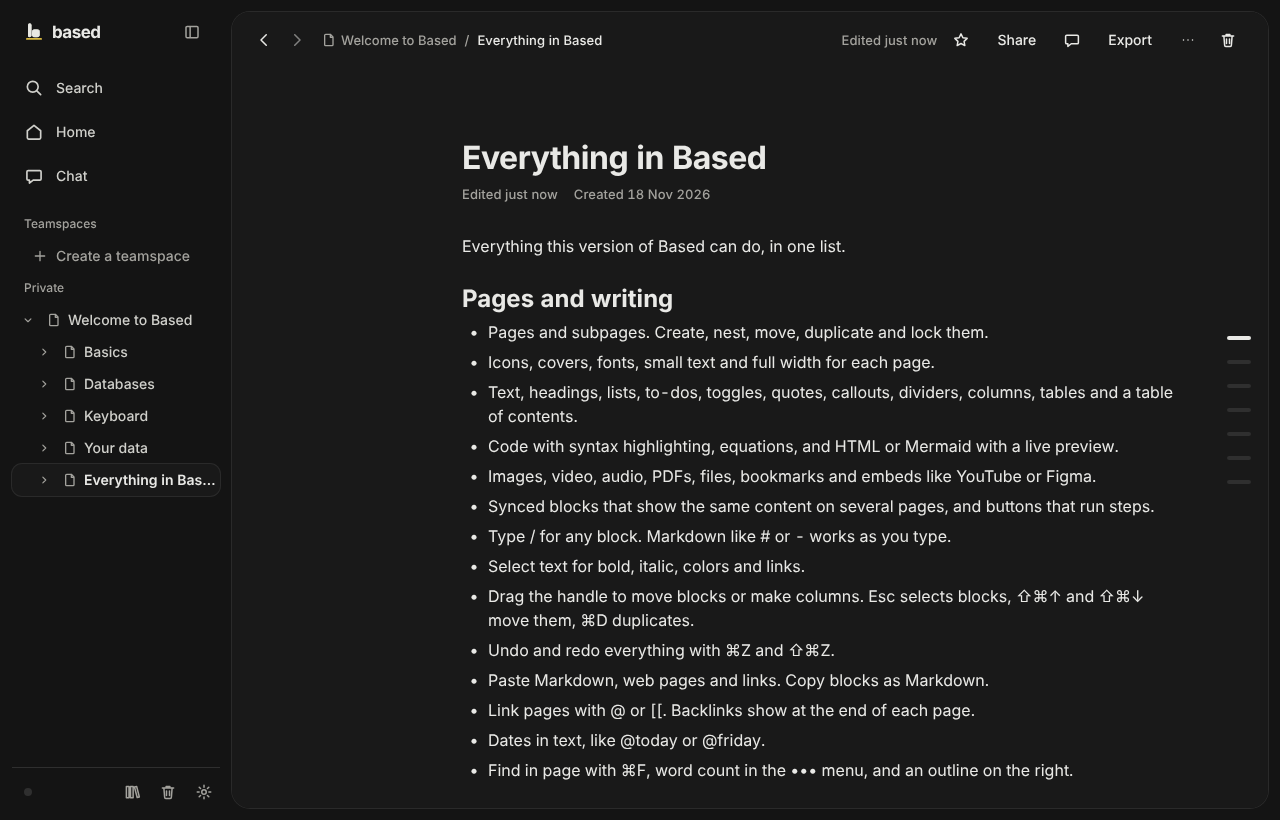 based
Search
Home
Chat
Teamspaces
Create a teamspace
Private
Welcome to Based
Basics
Databases
Keyboard
Your data
Everything in Bas...
Welcome to Based / Everything in Based
Edited just now
Share
Export
Everything in Based
Edited just now Created 18 Nov 2026
Everything this version of Based can do, in one list.
Pages and writing
• Pages and subpages. Create, nest, move, duplicate and lock them.
• Icons, covers, fonts, small text and full width for each page.
• Text, headings, lists, to-dos, toggles, quotes, callouts, dividers, columns, tables and a table
of contents.
• Code with syntax highlighting, equations, and HTML or Mermaid with a live preview.
• Images, video, audio, PDFs, files, bookmarks and embeds like YouTube or Figma.
• Synced blocks that show the same content on several pages, and buttons that run steps.
• Type / for any block. Markdown like # or - works as you type.
• Select text for bold, italic, colors and links.
• Drag the handle to move blocks or make columns. Esc selects blocks, ⇧⌘↑ and ⇧⌘↓
move them, ⌘D duplicates.
• Undo and redo everything with ⌘Z and ⇧⌘Z.
• Paste Markdown, web pages and links. Copy blocks as Markdown.
• Link pages with @ or [[. Backlinks show at the end of each page.
• Dates in text, like @today or @friday.
• Find in page with ⌘F, word count in the ••• menu, and an outline on the right.